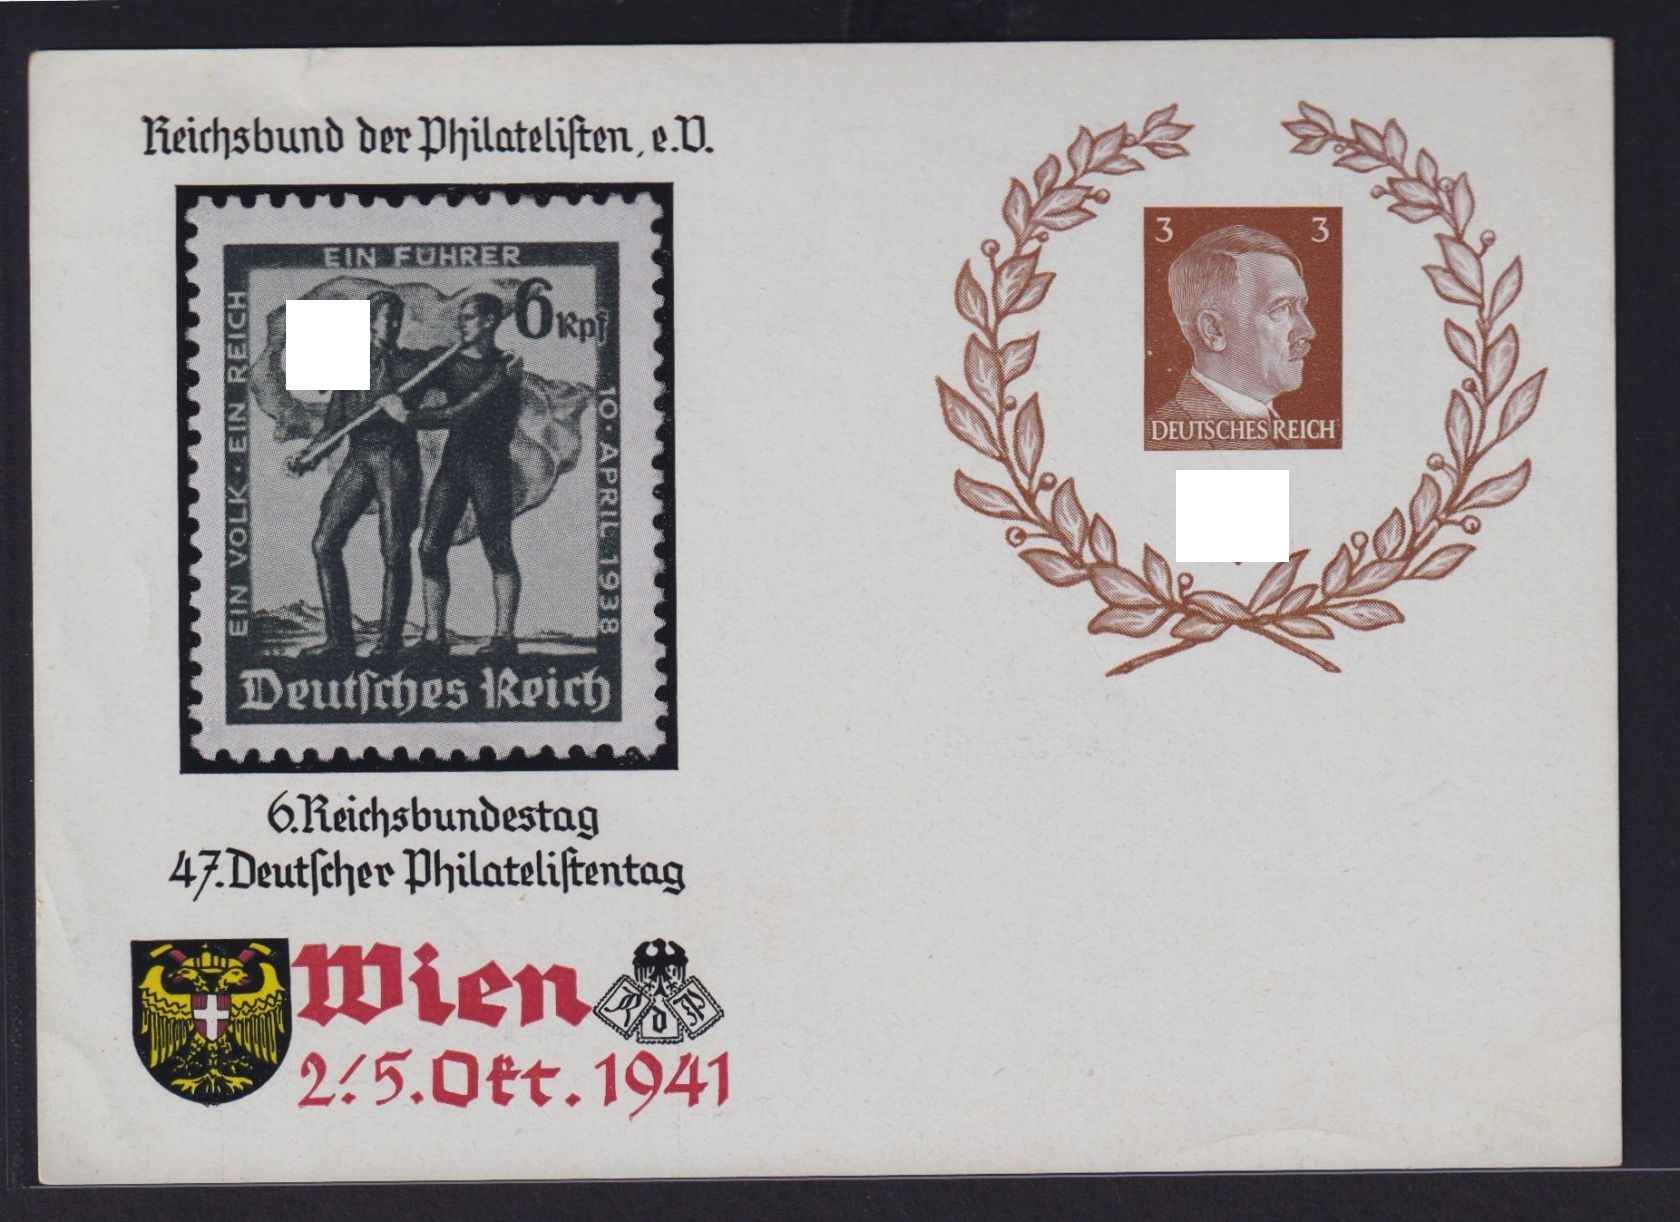 Reichsbund der Philatelisten, e.V.
EIN VOLK · EIN REICH
EIN FÜHRER
6 Rpf
10 · APRIL 1938
Deutsches Reich
6. Reichsbundestag
47. Deutscher Philatelistentag
Wien
R d P
2./5. Okt. 1941
3 3
DEUTSCHES REICH